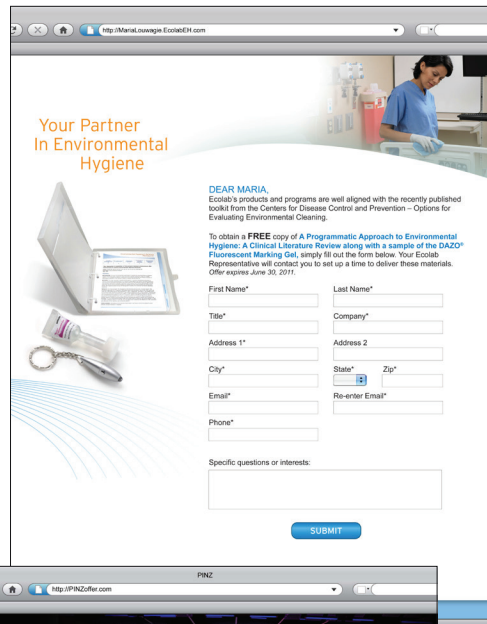 http://MariaLouwagie.EcolabEH.com
Your Partner
In Environmental
Hygiene
DEAR MARIA,
Ecolab's products and programs are well aligned with the recently published
toolkit from the Centers for Disease Control and Prevention – Options for
Evaluating Environmental Cleaning.
To obtain a FREE copy of A Programmatic Approach to Environmental
Hygiene: A Clinical Literature Review along with a sample of the DAZO®
Fluorescent Marking Gel, simply fill out the form below. Your Ecolab
Representative will contact you to set up a time to deliver these materials.
Offer expires June 30, 2011.
First Name* Last Name*
Title* Company*
Address 1* Address 2
City* State* Zip*
Email* Re-enter Email*
Phone*
Specific questions or interests:
SUBMIT
PINZ
http://PINZoffer.com